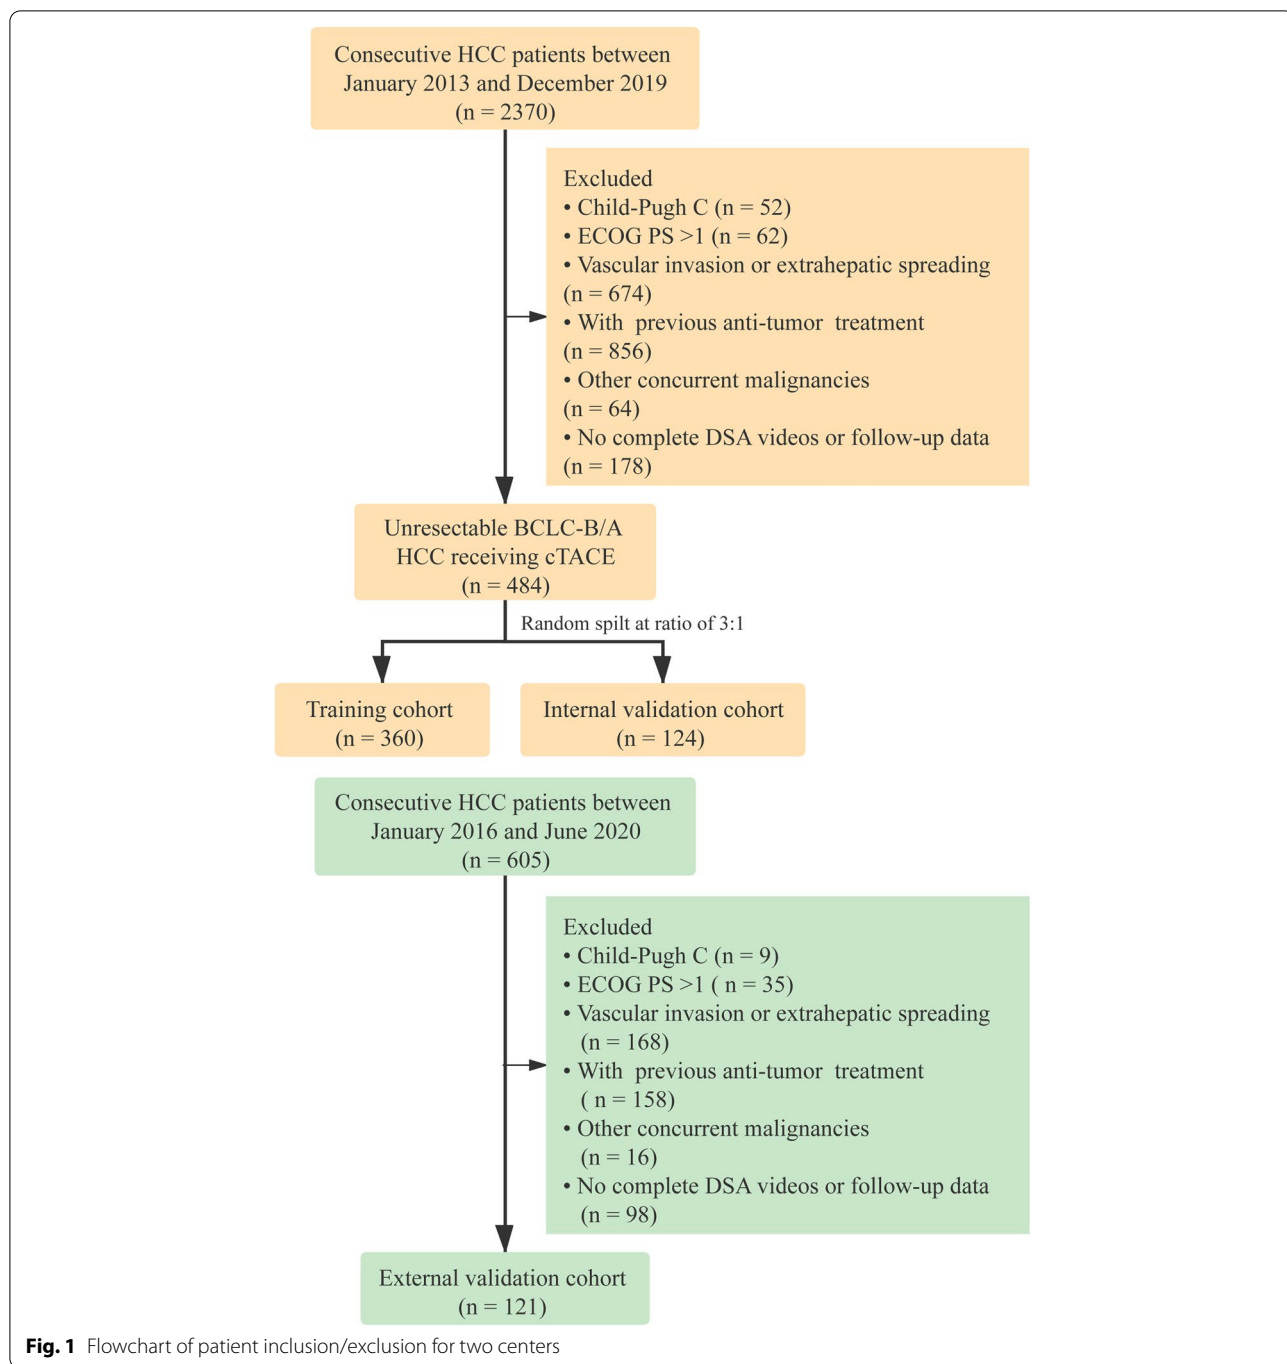 Consecutive HCC patients between
January 2013 and December 2019
(n = 2370)
Excluded
• Child-Pugh C (n = 52)
• ECOG PS >1 (n = 62)
• Vascular invasion or extrahepatic spreading
(n = 674)
• With previous anti-tumor treatment
(n = 856)
• Other concurrent malignancies
(n = 64)
• No complete DSA videos or follow-up data
(n = 178)
Unresectable BCLC-B/A
HCC receiving cTACE
(n = 484)
Random spilt at ratio of 3:1
Training cohort
(n = 360)
Internal validation cohort
(n = 124)
Consecutive HCC patients between
January 2016 and June 2020
(n = 605)
Excluded
• Child-Pugh C (n = 9)
• ECOG PS >1 ( n = 35)
• Vascular invasion or extrahepatic spreading
(n = 168)
• With previous anti-tumor treatment
( n = 158)
• Other concurrent malignancies
(n = 16)
• No complete DSA videos or follow-up data
(n = 98)
External validation cohort
(n = 121)
Fig. 1 Flowchart of patient inclusion/exclusion for two centers